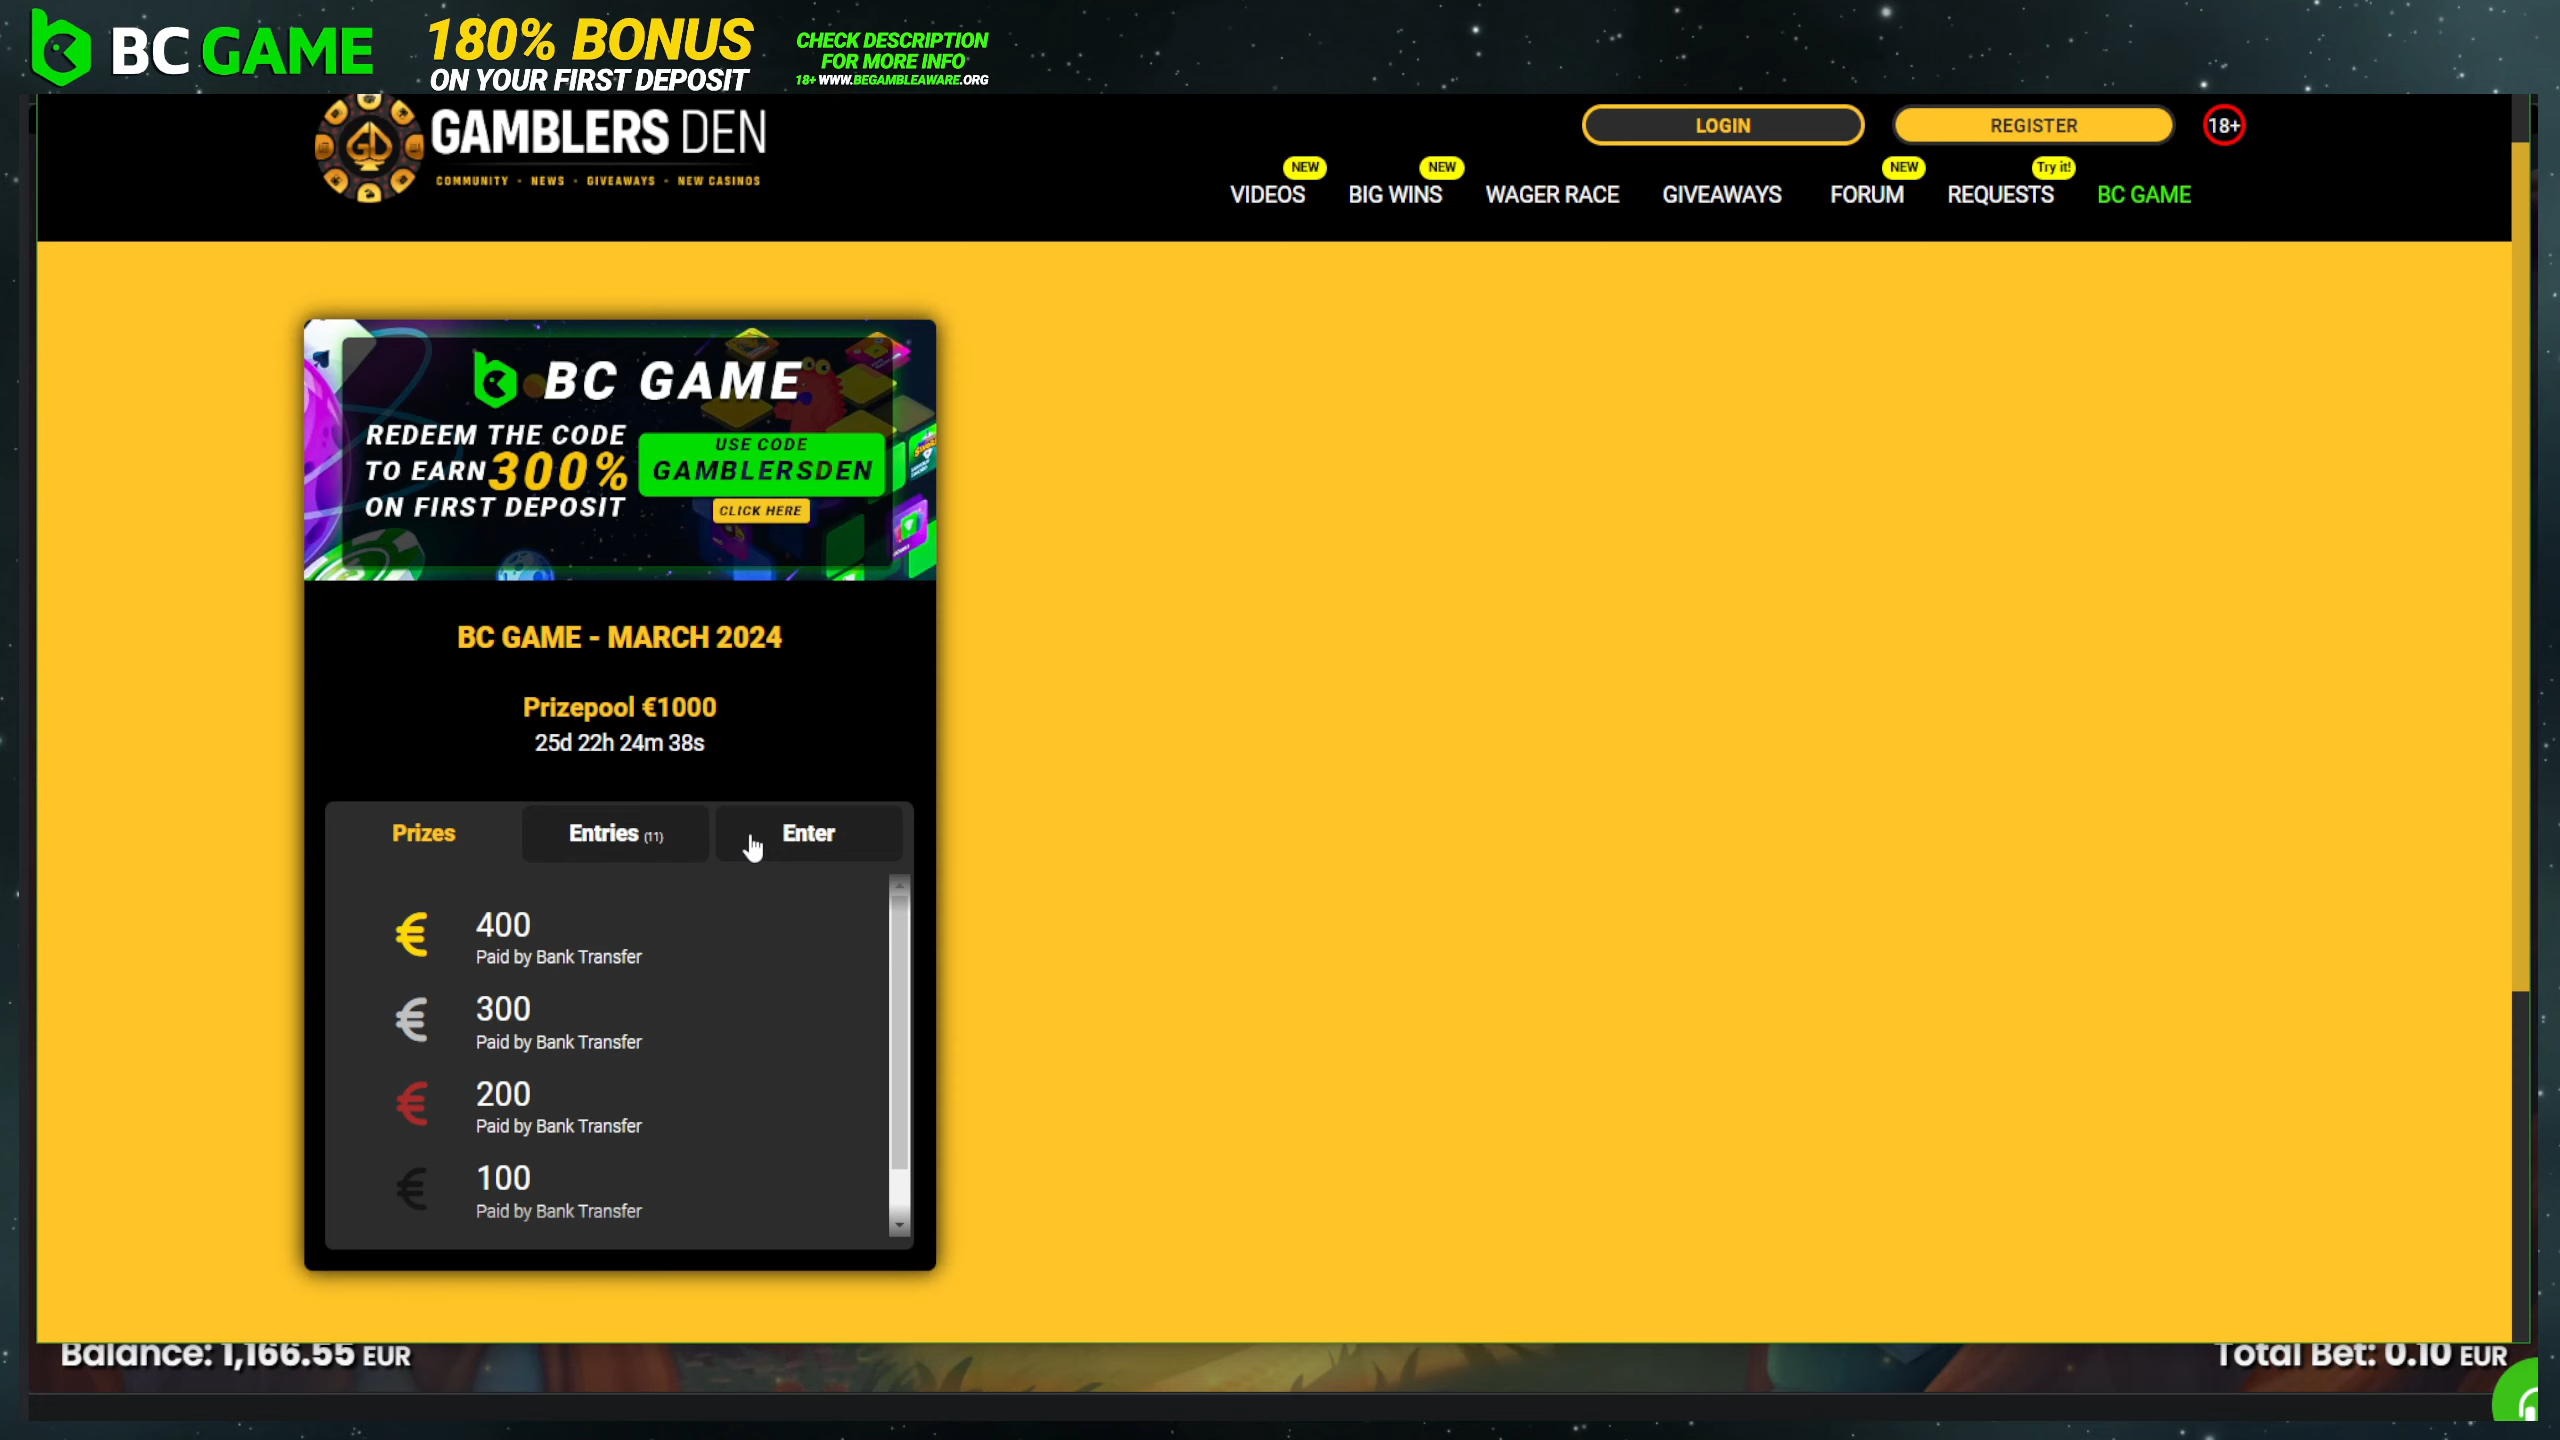 BC GAME
180% BONUS
ON YOUR FIRST DEPOSIT
CHECK DESCRIPTION
FOR MORE INFO
18+ WWW.BEGAMBLEAWARE.ORG
GAMBLERS DEN
COMMUNITY - NEWS - GIVEAWAYS - NEW CASINOS
LOGIN
REGISTER
18+
NEW
NEW
NEW
Try it!
VIDEOS
BIG WINS
WAGER RACE
GIVEAWAYS
FORUM
REQUESTS
BC GAME
BC GAME
REDEEM THE CODE
TO EARN 300%
ON FIRST DEPOSIT
USE CODE
GAMBLERSDEN
CLICK HERE
BC GAME - MARCH 2024
Prizepool €1000
25d 22h 24m 38s
Prizes
Entries (11)
Enter
€ 400
Paid by Bank Transfer
€ 300
Paid by Bank Transfer
€ 200
Paid by Bank Transfer
€ 100
Paid by Bank Transfer
Balance: 1,166.55 EUR
Total Bet: 0.10 EUR